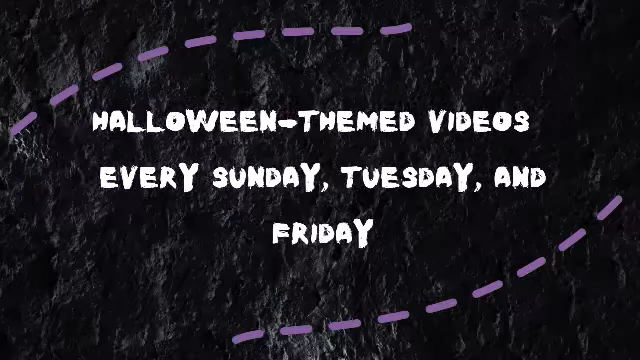 HALLOWEEN-THEMED VIDEOS
EVERY SUNDAY, TUESDAY, AND
FRIDAY